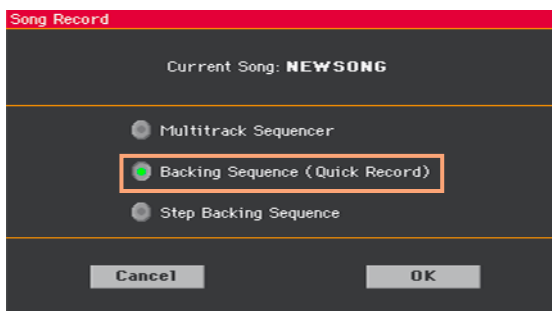 Song Record
Current Song: NEWSONG
Multitrack Sequencer
Backing Sequence (Quick Record)
Step Backing Sequence
Cancel OK